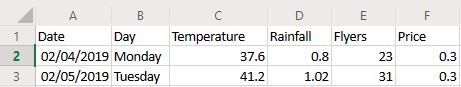 A B C D E F
1 Date Day Temperature Rainfall Flyers Price
2 02/04/2019 Monday 37.6 0.8 23 0.3
3 02/05/2019 Tuesday 41.2 1.02 31 0.3